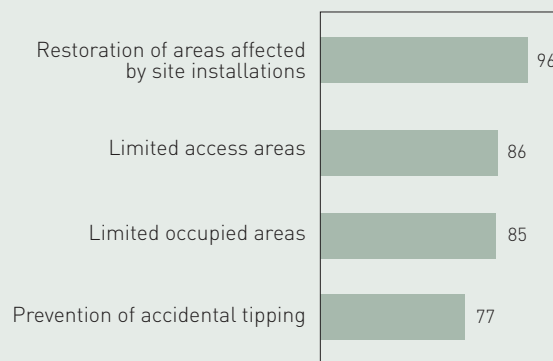 Restoration of areas affected
by site installations
96
Limited access areas
86
Limited occupied areas
85
Prevention of accidental tipping
77